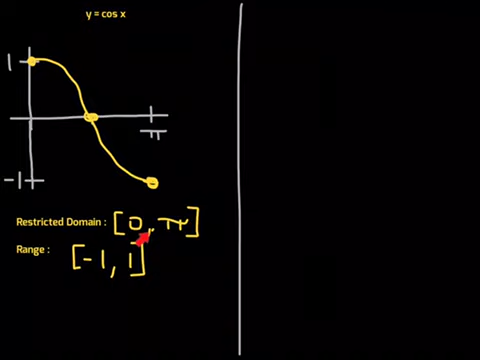 y = cos x
1
π
-1
Restricted Domain : [0, π]
Range : [-1, 1]